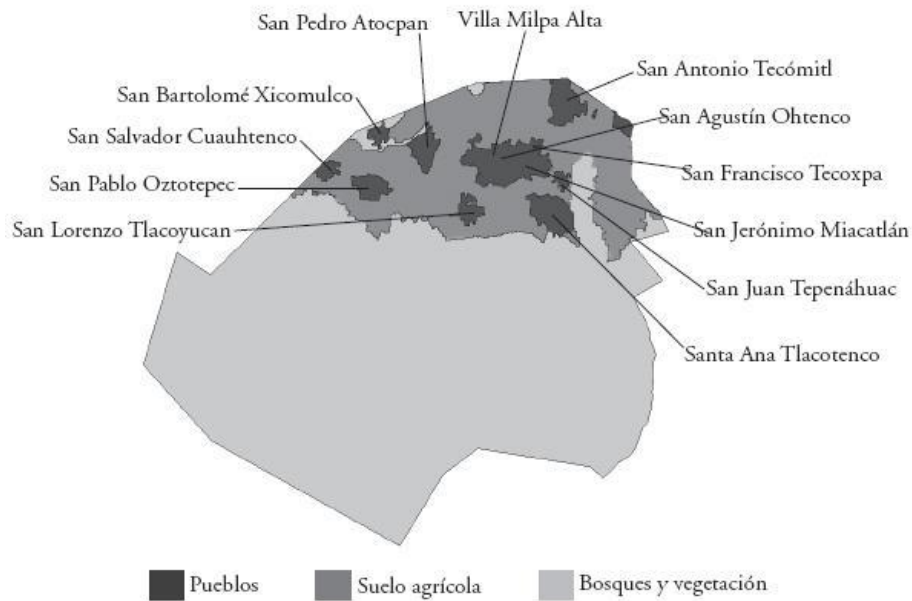 San Pedro Atocpan
Villa Milpa Alta
San Antonio Tecómitl
San Bartolomé Xicomulco
San Agustín Ohtenco
San Salvador Cuauhtenco
San Francisco Tecoxpa
San Pablo Oztotepec
San Lorenzo Tlacoyucan
San Jerónimo Miacatlán
San Juan Tepenáhuac
Santa Ana Tlacotenco
Pueblos
Suelo agrícola
Bosques y vegetación